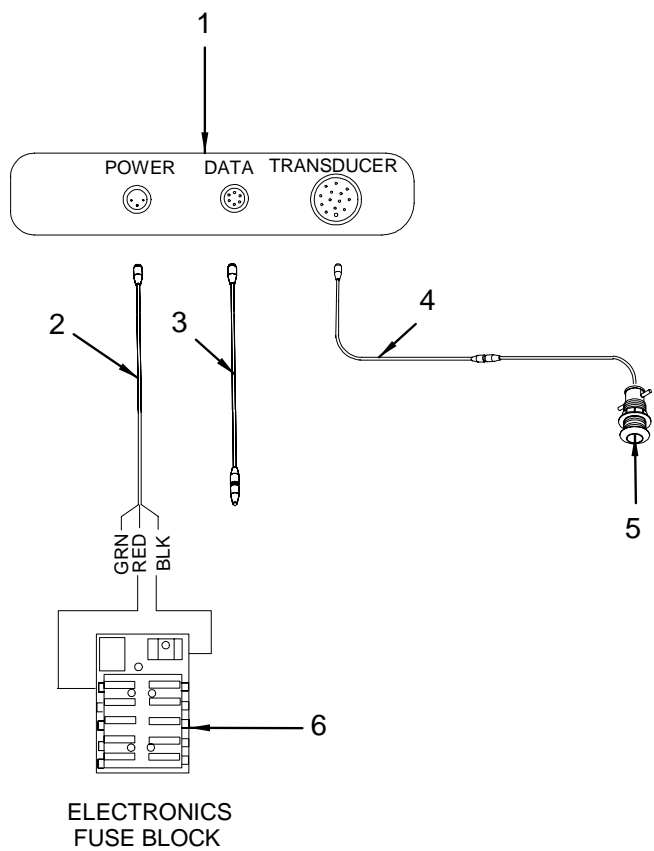 1
POWER DATA TRANSDUCER
2
3
4
5
GRN
RED
BLK
6
ELECTRONICS
FUSE BLOCK